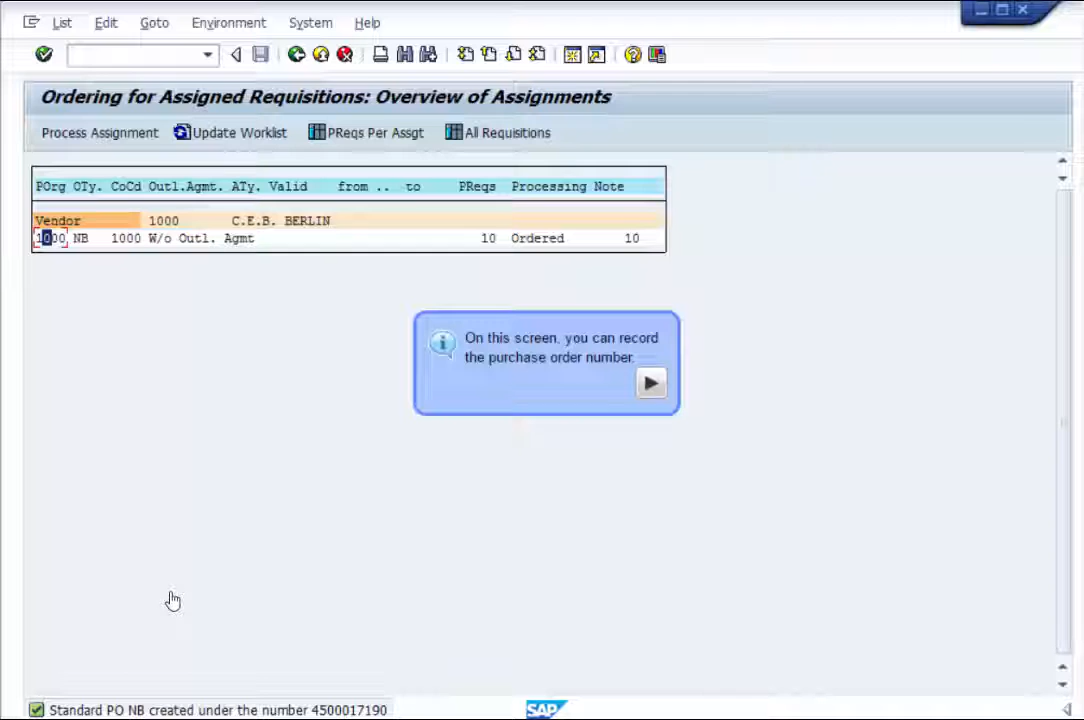 List Edit Goto Environment System Help
Ordering for Assigned Requisitions: Overview of Assignments
Process Assignment Update Worklist PReqs Per Assgt All Requisitions
POrg OTy. CoCd Outl.Agmt. ATy. Valid from .. to PReqs Processing Note
Vendor 1000 C.E.B. BERLIN
1000 NB 1000 W/o Outl. Agmt 10 Ordered 10
On this screen, you can record
the purchase order number.
Standard PO NB created under the number 4500017190
SAP